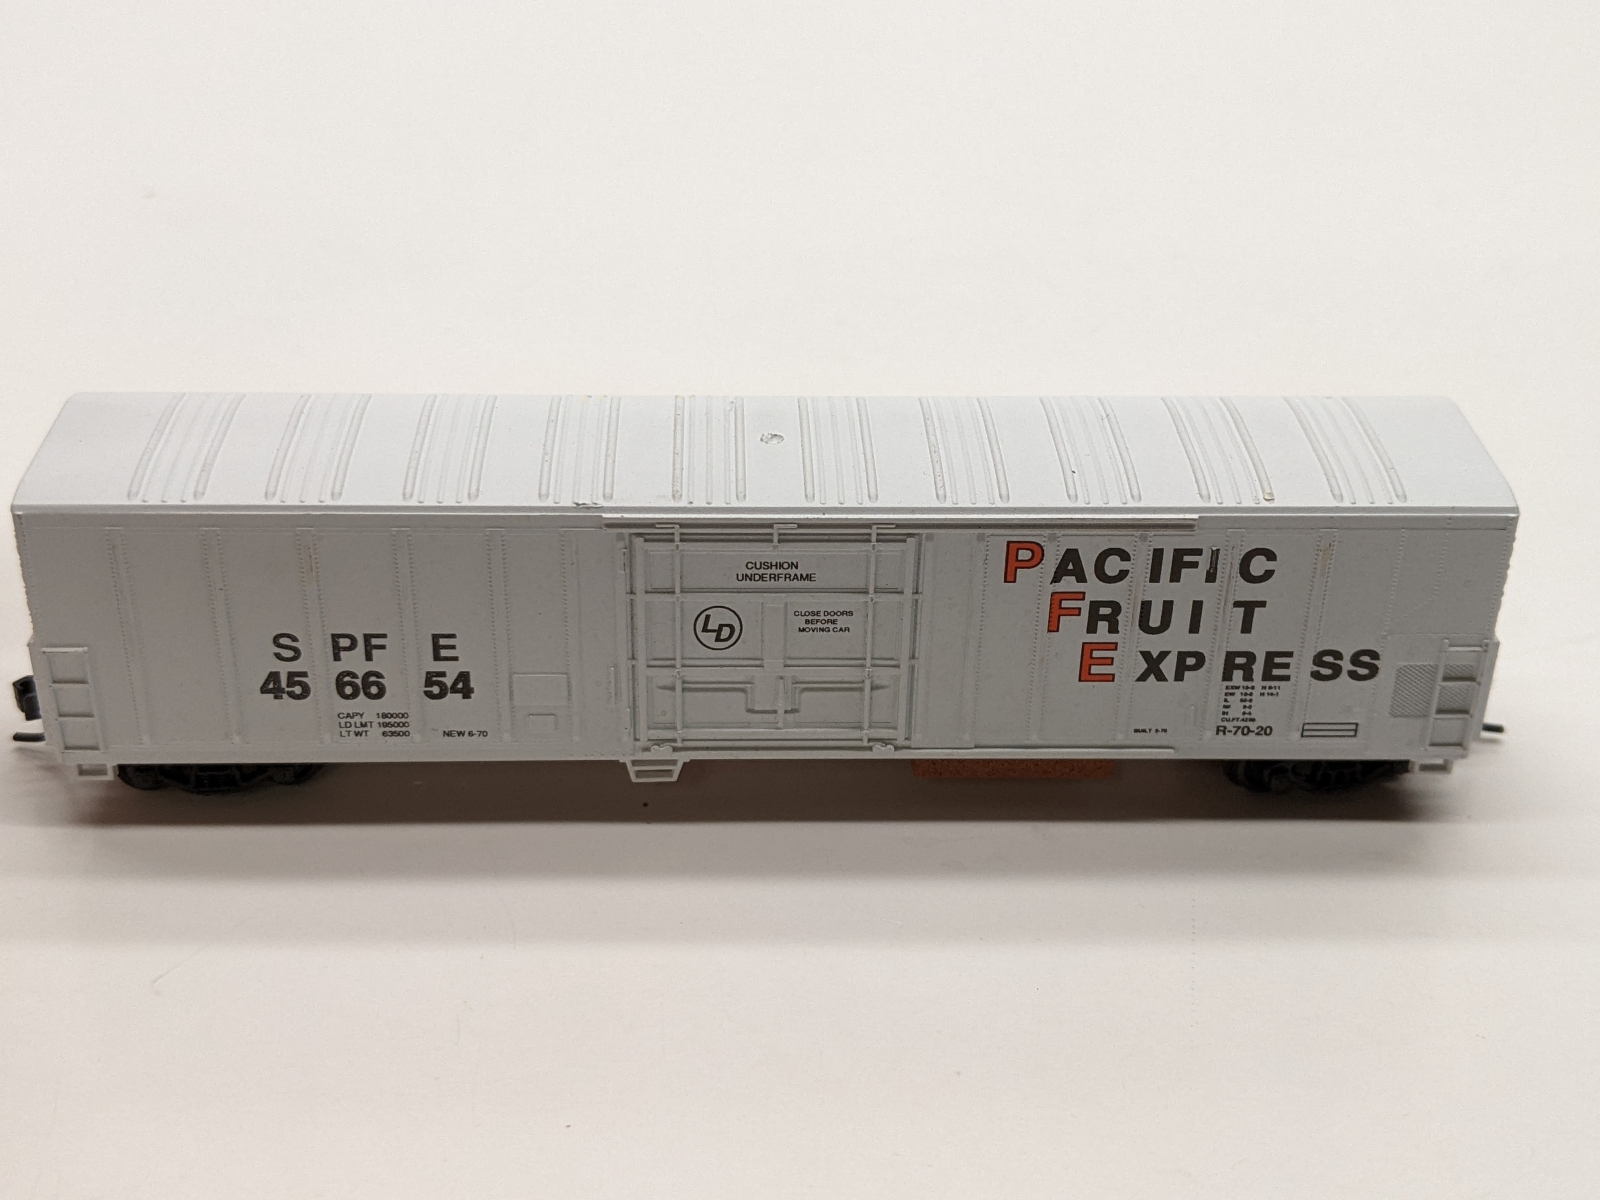 S PF E
45 66 54
CAPY 180000
LD LMT 195000
LT WT 63500 NEW 6-70
CUSHION
UNDERFRAME
LD
CLOSE DOORS
BEFORE
MOVING CAR
PACIFIC
FRUIT
EXPRESS
R-70-20